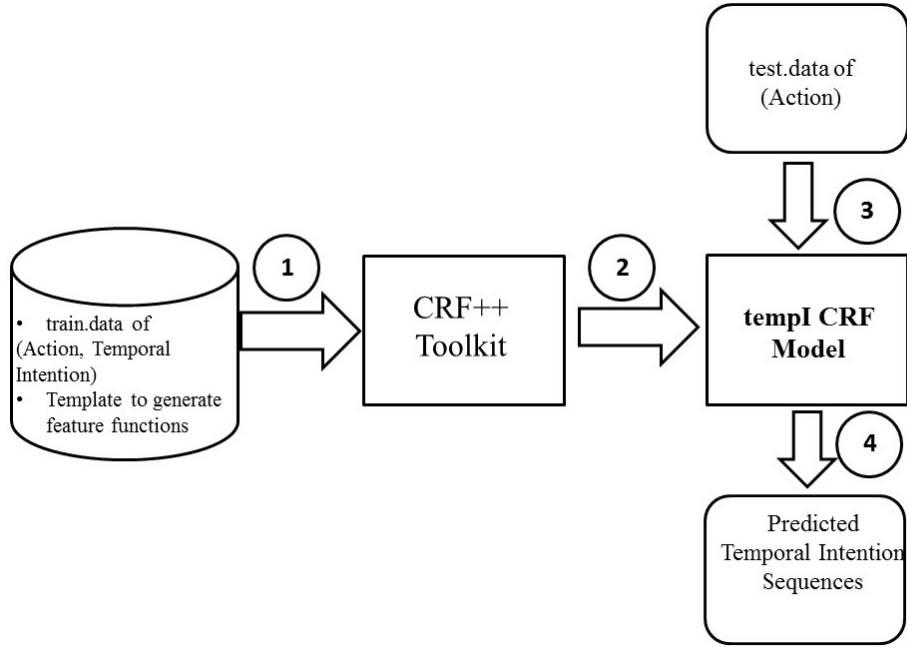 test.data of
(Action)
3
1
2
• train.data of
(Action, Temporal
Intention)
• Template to generate
feature functions
CRF++
Toolkit
tempI CRF
Model
4
Predicted
Temporal Intention
Sequences